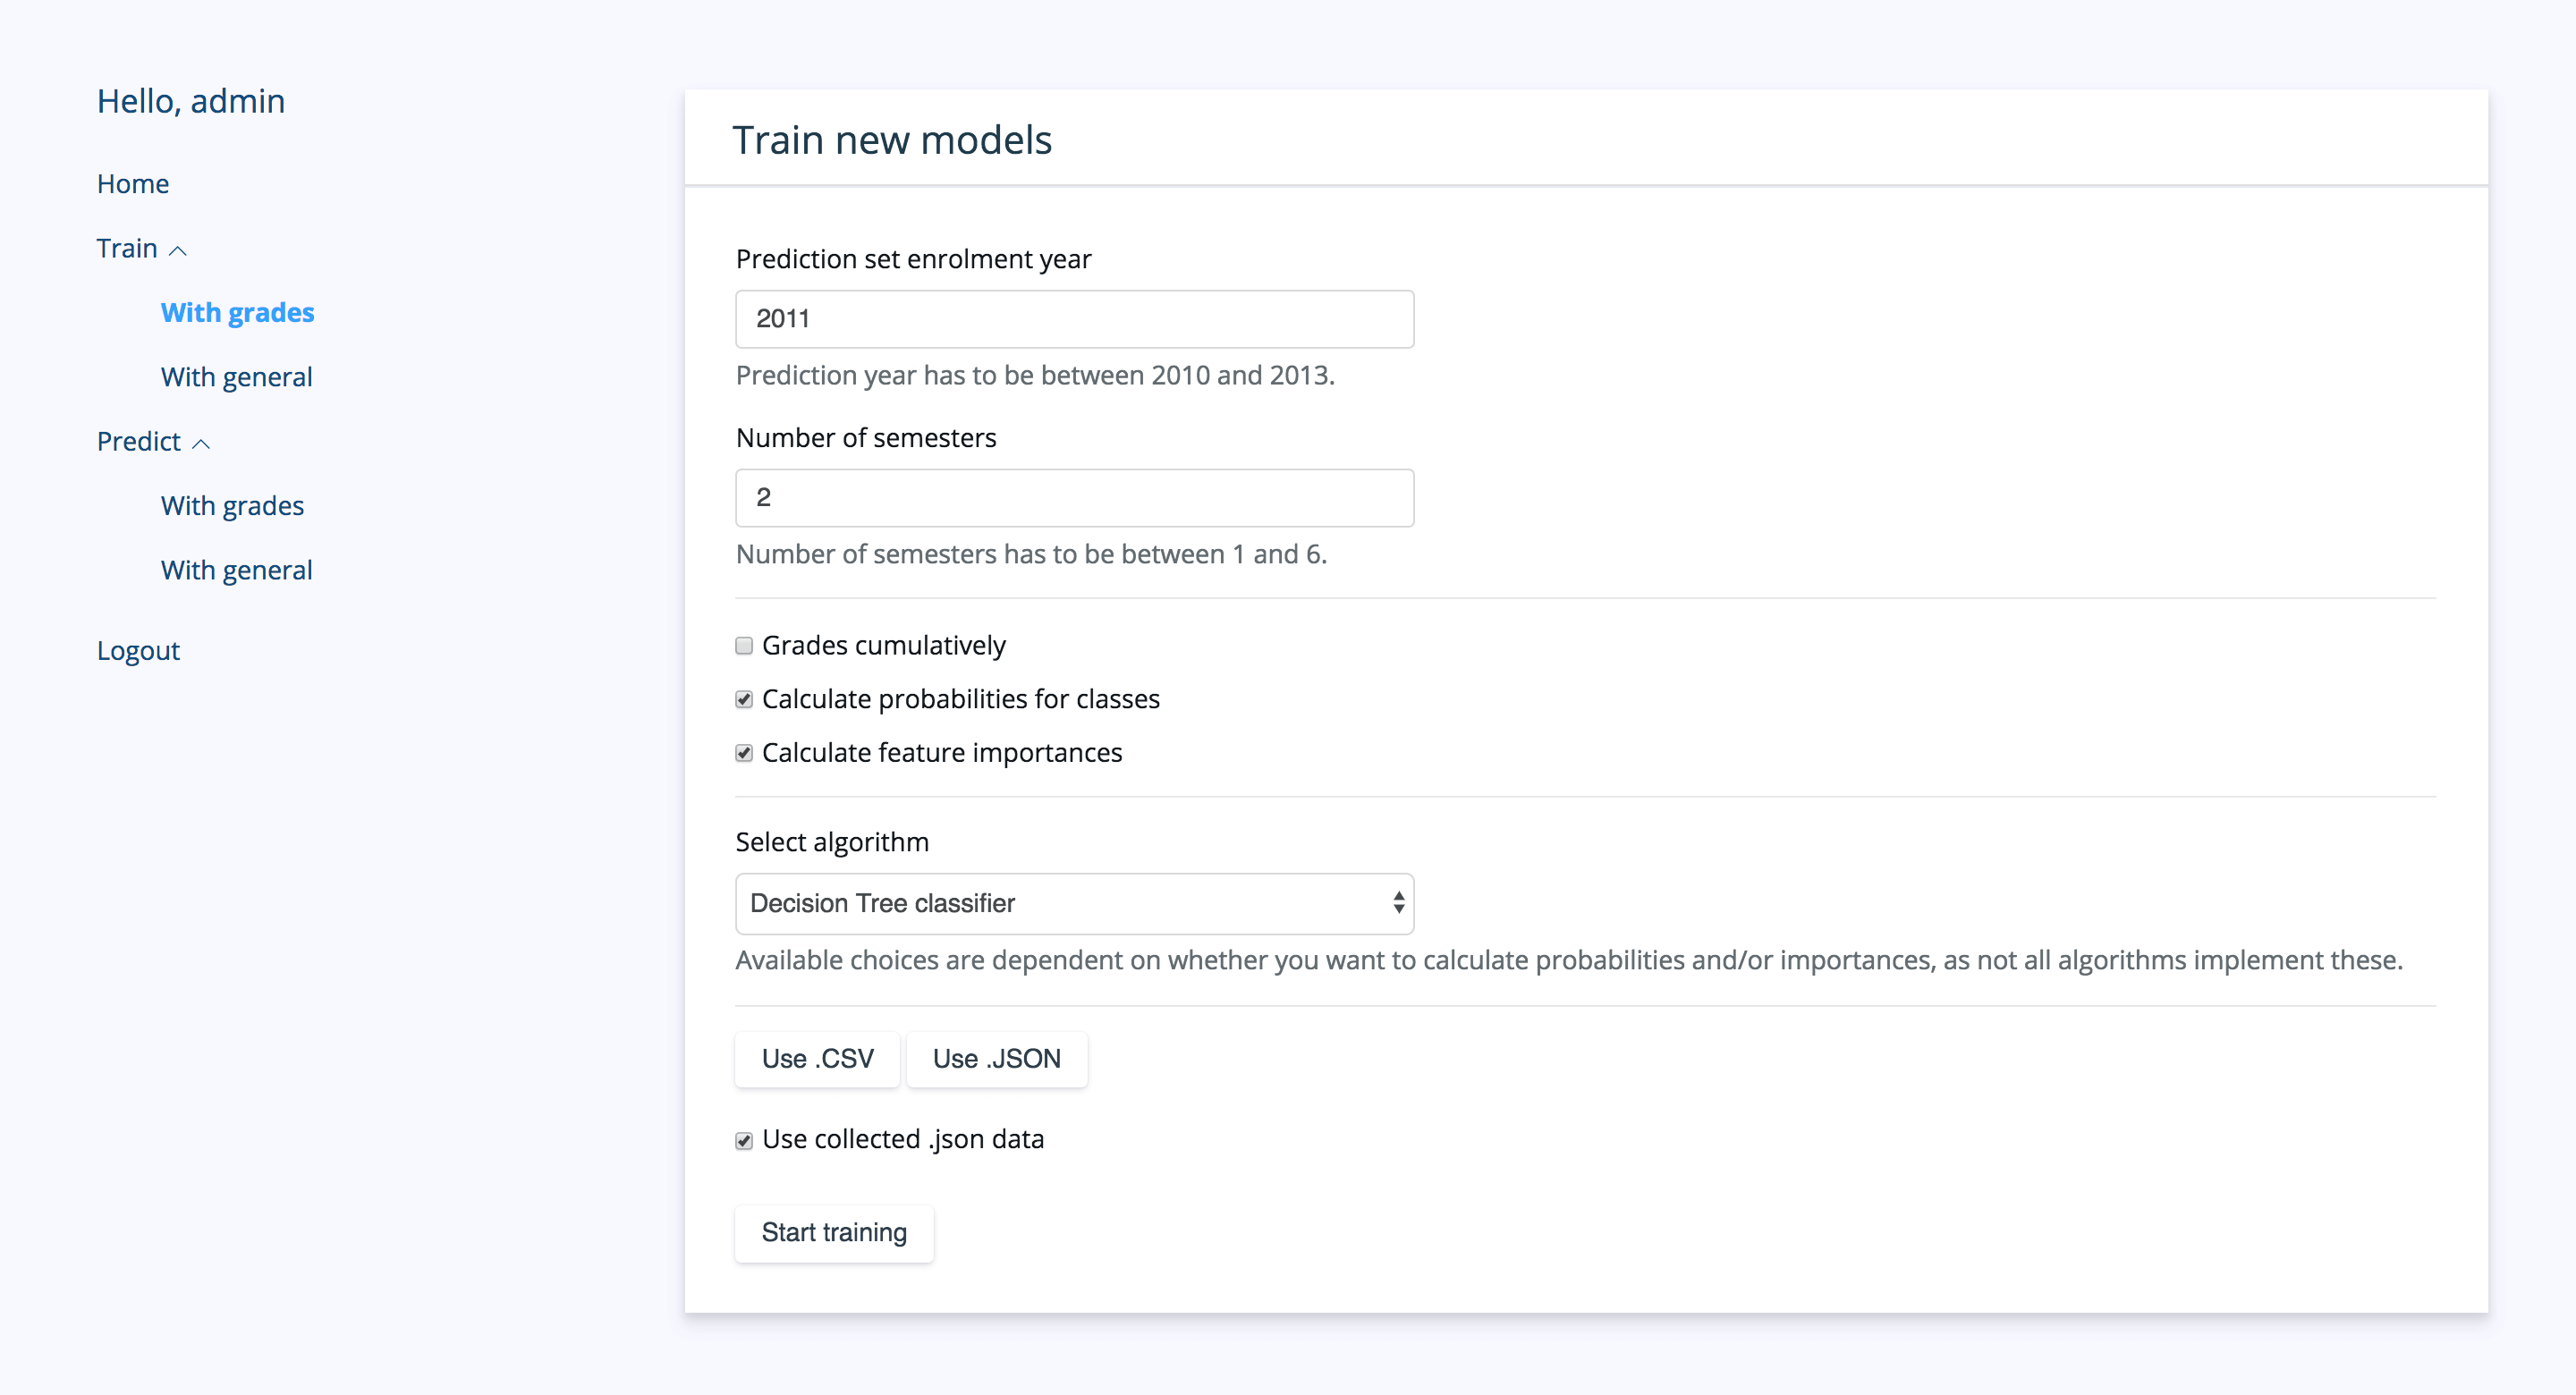 Hello, admin
Home
Train
With grades
With general
Predict
With grades
With general
Logout
Train new models
Prediction set enrolment year
2011
Prediction year has to be between 2010 and 2013.
Number of semesters
2
Number of semesters has to be between 1 and 6.
Grades cumulatively
Calculate probabilities for classes
Calculate feature importances
Select algorithm
Decision Tree classifier
Available choices are dependent on whether you want to calculate probabilities and/or importances, as not all algorithms implement these.
Use .CSV Use .JSON
Use collected .json data
Start training